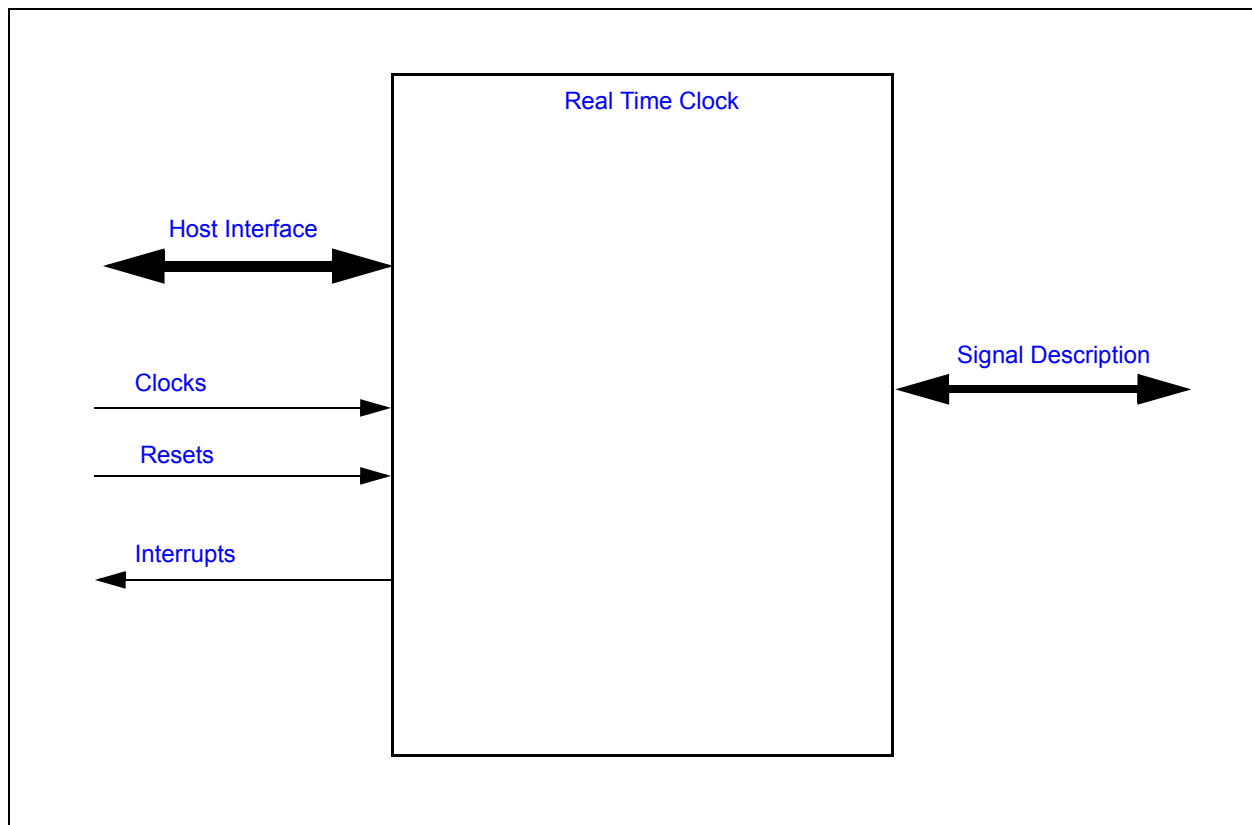 Real Time Clock
Host Interface
Signal Description
Clocks
Resets
Interrupts